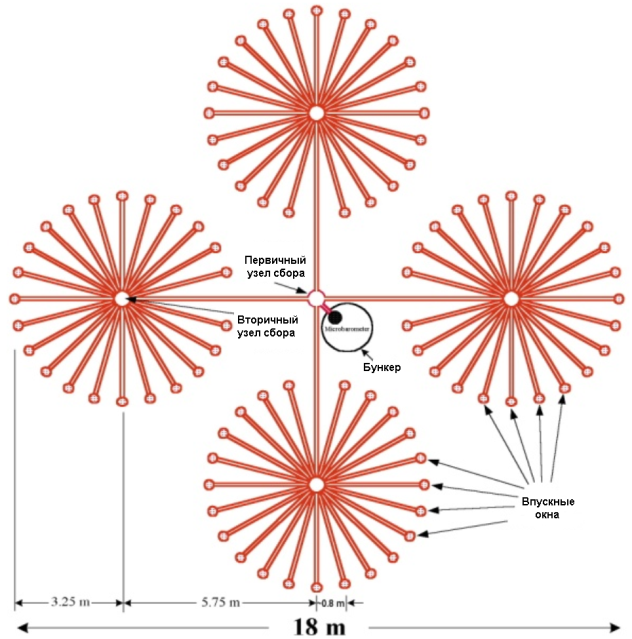 Первичный
узел сбора
Вторичный
узел сбора
Microbarometer
Бункер
Впускные
окна
3.25 m
5.75 m
0.8 m
18 m